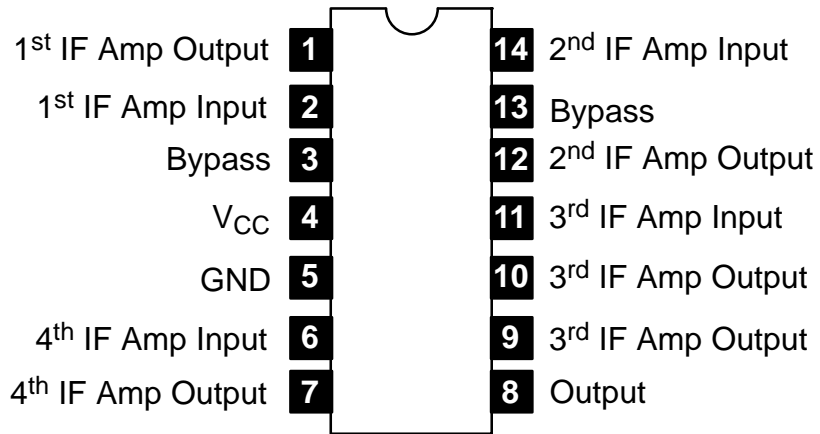 1st IF Amp Output 1 14 2nd IF Amp Input
1st IF Amp Input 2 13 Bypass
Bypass 3 12 2nd IF Amp Output
VCC 4 11 3rd IF Amp Input
GND 5 10 3rd IF Amp Output
4th IF Amp Input 6 9 3rd IF Amp Output
4th IF Amp Output 7 8 Output